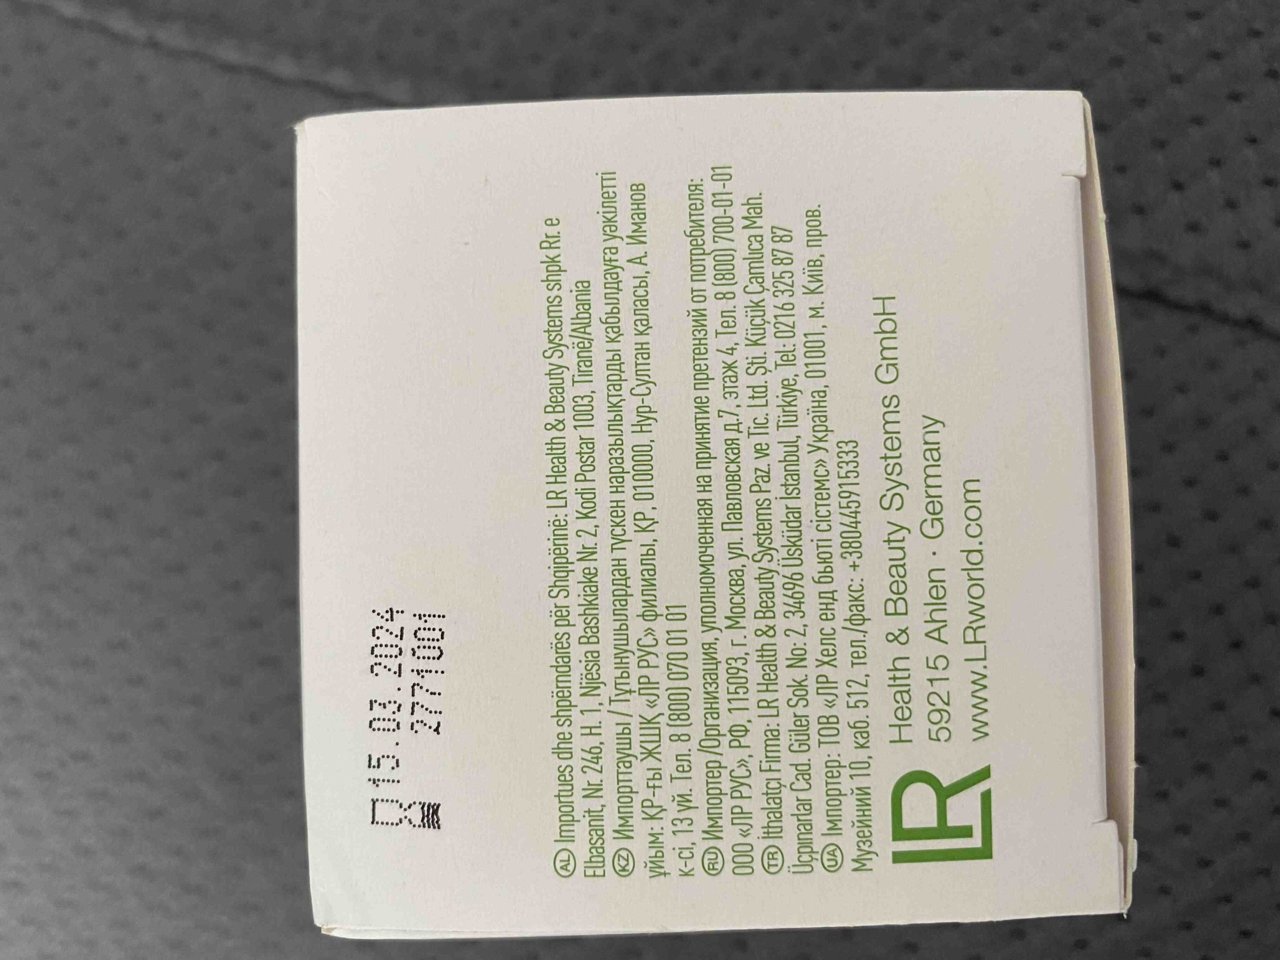 15.03.2024
2771001
AL Importues dhe shpërndarës për Shqipërinë: LR Health & Beauty Systems shpk Rr. e
Elbasanit, Nr. 246, H. 1, Njësia Bashkiake Nr. 2, Kodi Postar 1003, Tiranë/Albania
KZ Импорттаушы / Тұтынушылардан түскен наразылықтарды қабылдауға уәкілетті
ұйым: ҚР-ғы ЖШҚ «ЛР РУС» филиалы, ҚР, 010000, Нур-Султан қаласы, А. Иманов
к-сі, 13 үй. Тел. 8 (800) 070 01 01
RU Импортер /Организация, уполномоченная на принятие претензий от потребителя:
ООО «ЛР РУС», РФ, 115093, г. Москва, ул. Павловская д.7, этаж 4, Тел. 8 (800) 700-01-01
TR İthalatçi Firma: LR Health & Beauty Systems Paz. ve Tic. Ltd. Şti. Küçük Çamlıca Mah.
Üçpınarlar Cad. Güler Sok. No: 2, 34696 Üsküdar İstanbul, Türkiye, Tel: 0216 325 87 87
UA Імпортер: ТОВ «ЛР Хелс енд бьюті сістемс» Україна, 01001, м. Київ, пров.
Музейний 10, каб. 512, тел./факс: +380445915333
LR
Health & Beauty Systems GmbH
59215 Ahlen · Germany
www.LRworld.com